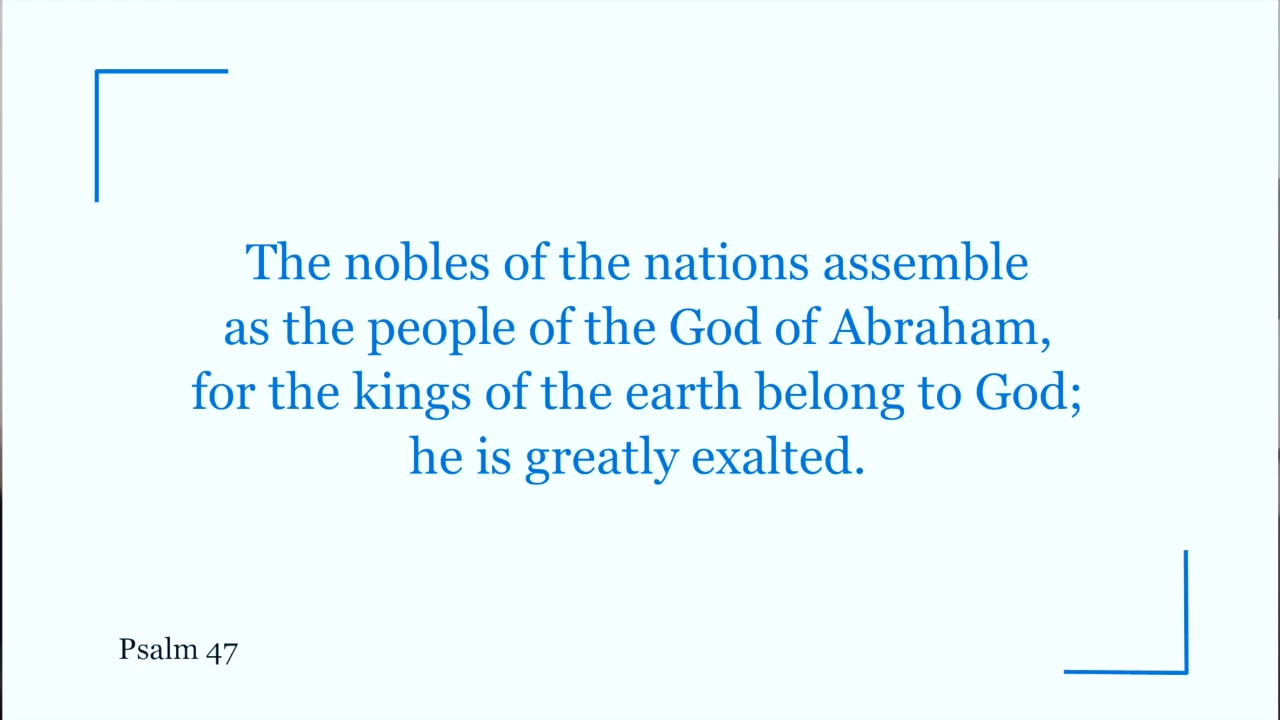 The nobles of the nations assemble
as the people of the God of Abraham,
for the kings of the earth belong to God;
he is greatly exalted.
Psalm 47